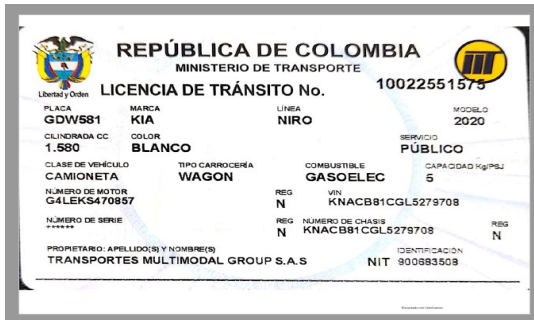 REPÚBLICA DE COLOMBIA
MINISTERIO DE TRANSPORTE
Libertad y Orden
LICENCIA DE TRÁNSITO No. 10022551575
PLACA MARCA LÍNEA MODELO
GDW581 KIA NIRO 2020
CILINDRADA CC COLOR SERVICIO
1.580 BLANCO PÚBLICO
CLASE DE VEHÍCULO TIPO CARROCERÍA COMBUSTIBLE CAPACIDAD Kg/PSJ
CAMIONETA WAGON GASOELEC 5
NÚMERO DE MOTOR REG VIN
G4LEKS470857 N KNACB81CGL5279708
NÚMERO DE SERIE REG NÚMERO DE CHASIS REG
****** N KNACB81CGL5279708 N
PROPIETARIO: APELLIDO(S) Y NOMBRE(S) IDENTIFICACIÓN
TRANSPORTES MULTIMODAL GROUP S.A.S NIT 900683508